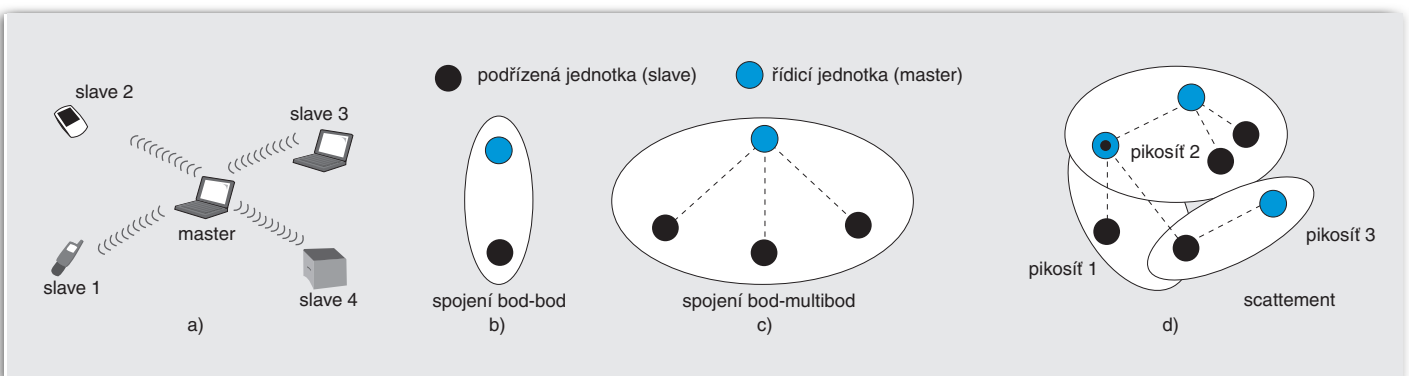 podřízená jednotka (slave)
řídicí jednotka (master)
slave 2
slave 3
master
slave 1
slave 4
a)
spojení bod-bod
b)
spojení bod-multibod
c)
pikosíť 2
pikosíť 3
pikosíť 1
scattement
d)